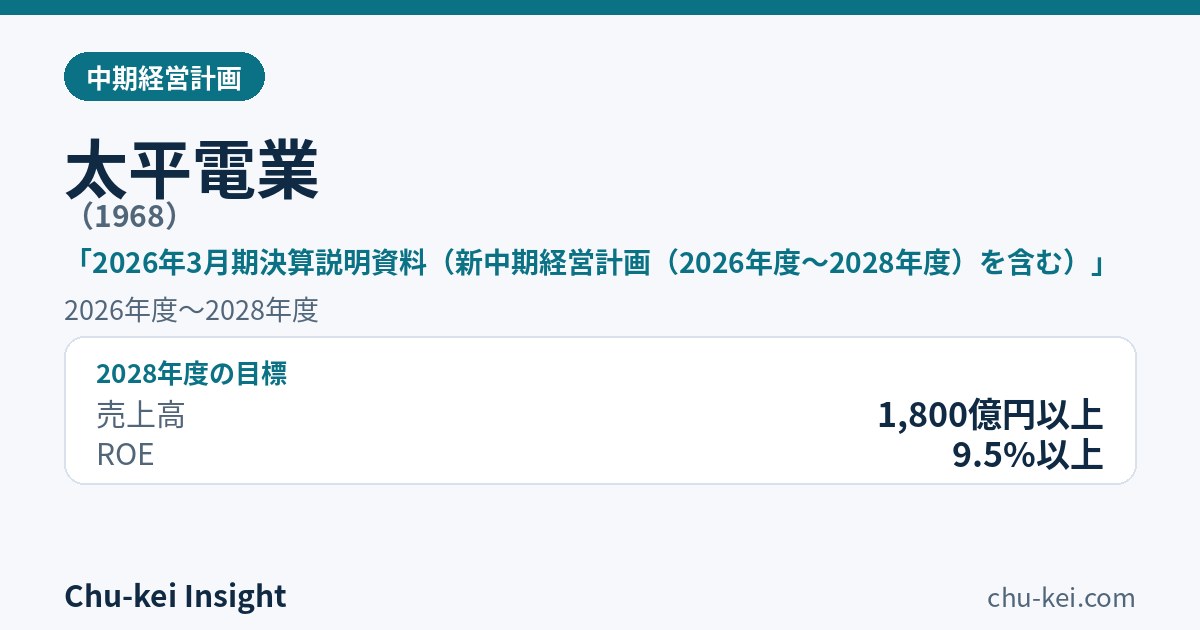 中期経営計画
太平電業
（1968）
「2026年3月期決算説明資料（新中期経営計画（2026年度～2028年度）を含む）」
2026年度～2028年度
2028年度の目標
売上高 1,800億円以上
ROE 9.5%以上
Chu-kei Insight chu-kei.com